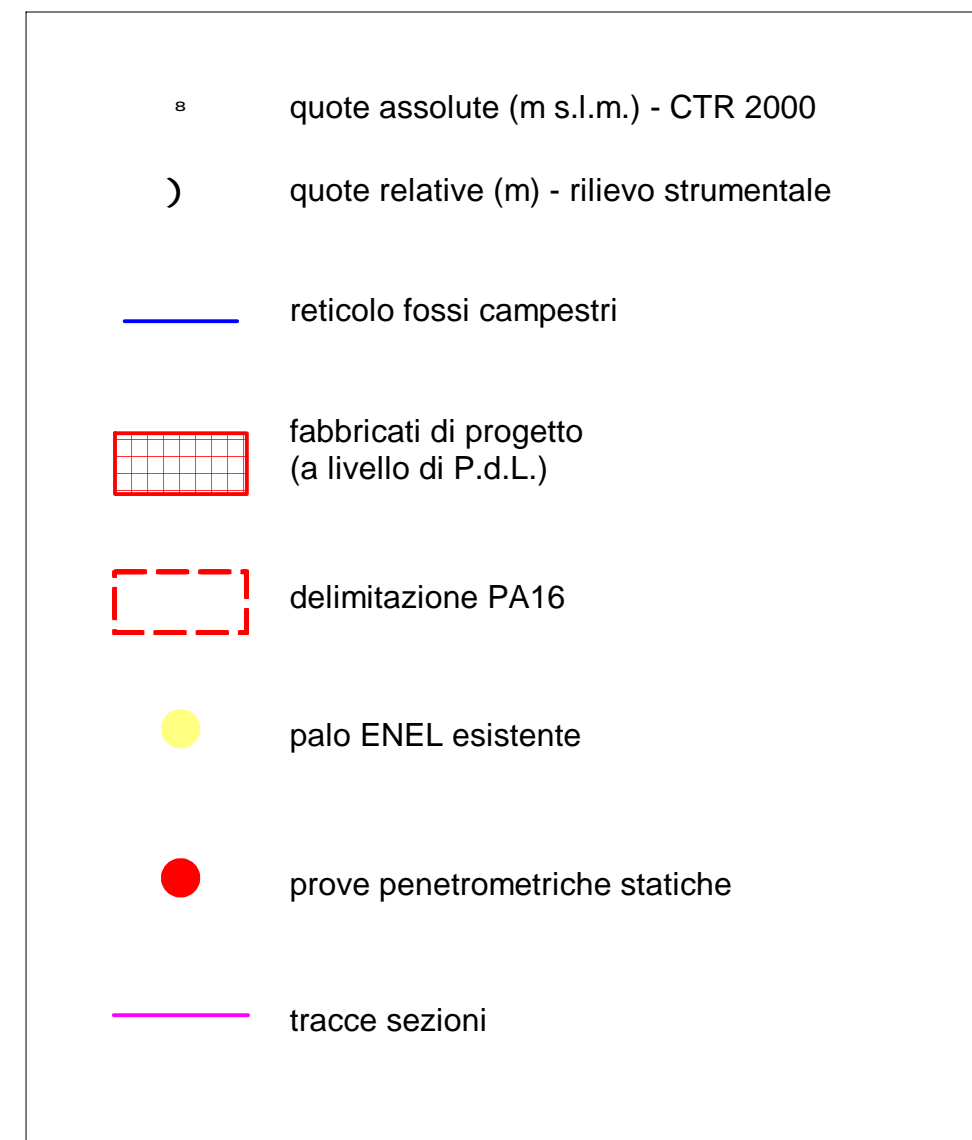 8 quote assolute (m s.l.m.) - CTR 2000
) quote relative (m) - rilievo strumentale
reticolo fossi campestri
fabbricati di progetto
(a livello di P.d.L.)
delimitazione PA16
palo ENEL esistente
prove penetrometriche statiche
tracce sezioni